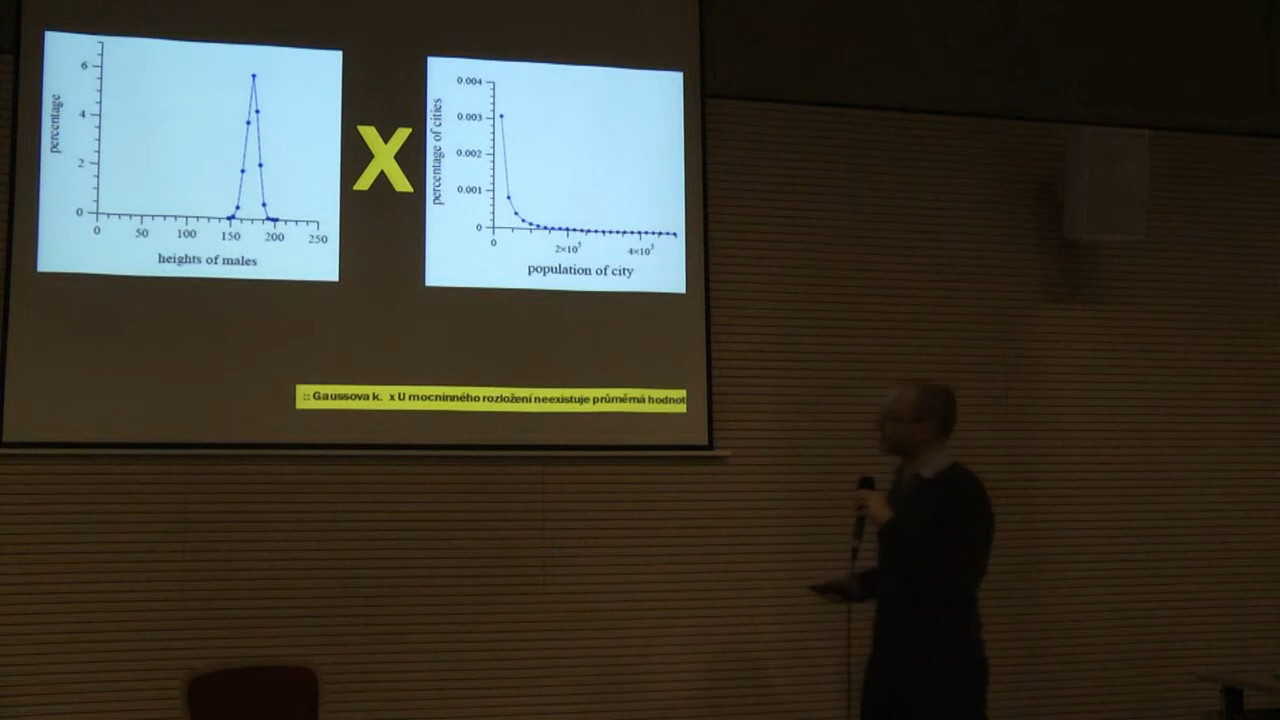 6
4
2
0
percentage
0 50 100 150 200 250
heights of males
X
0.004
0.003
0.002
0.001
0
percentage of cities
0 2×10⁵ 4×10⁵
population of city
:: Gaussova k. x U mocninného rozložení neexistuje průměrná hodnot